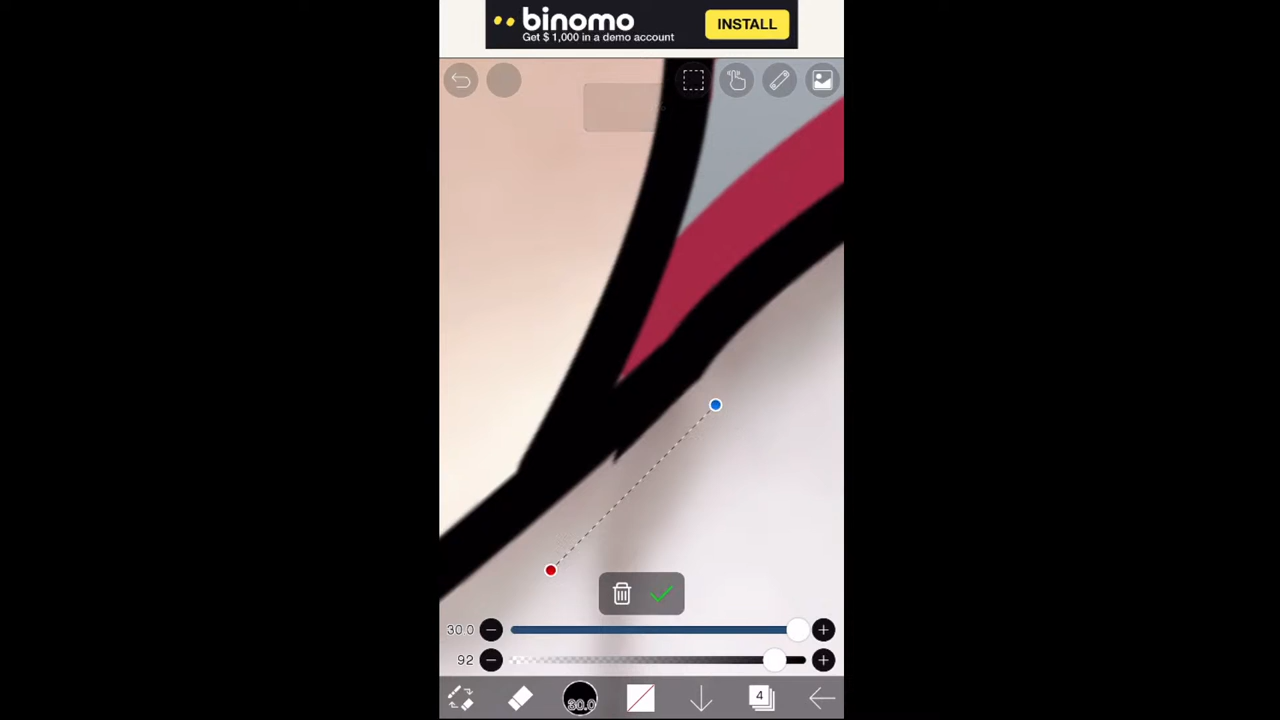 binomo
Get $ 1,000 in a demo account
INSTALL
30.0
92
30.0
4